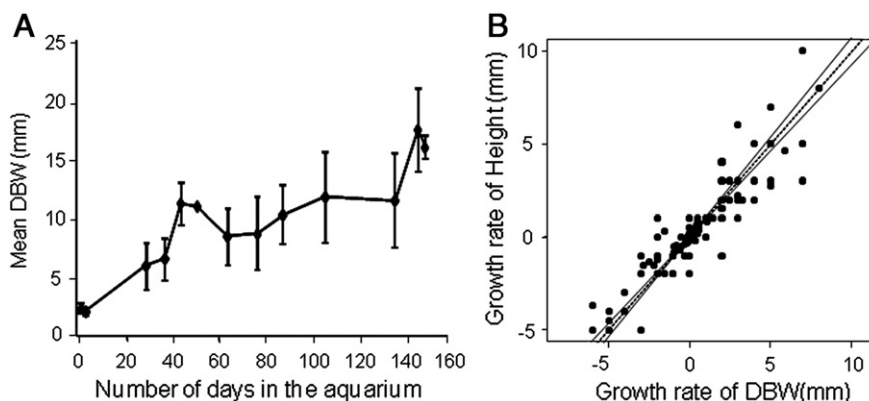 A
Mean DBW (mm)
25
20
15
10
5
0
0 20 40 60 80 100 120 140 160
Number of days in the aquarium
B
Growth rate of Height (mm)
10
5
0
-5
-5 0 5 10
Growth rate of DBW(mm)